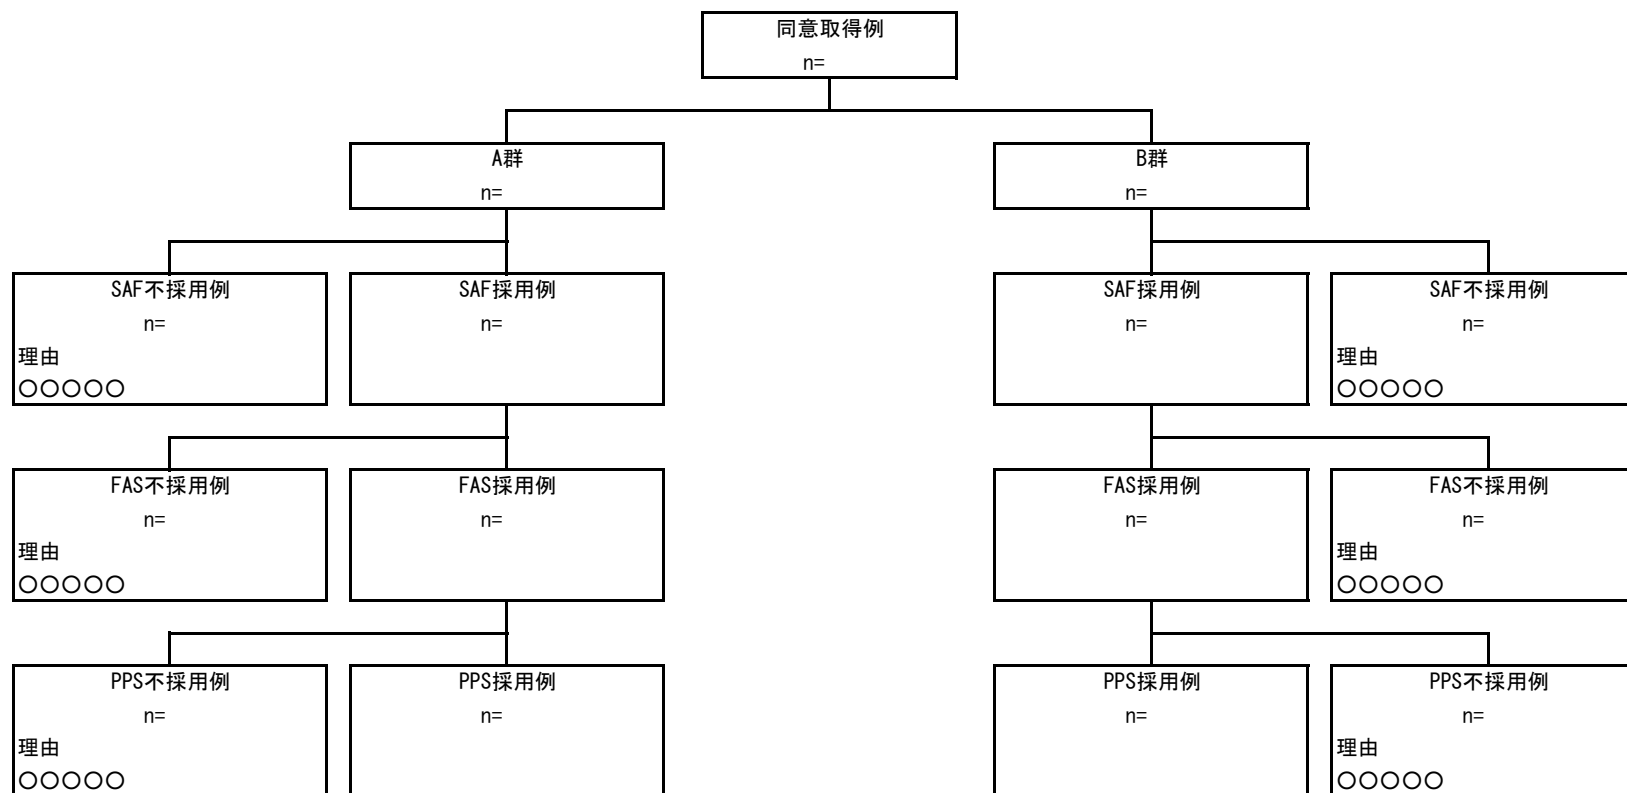 同意取得例
n=
A群
n=
B群
n=
SAF不採用例
n=
理由
○○○○○
SAF採用例
n=
SAF採用例
n=
SAF不採用例
n=
理由
○○○○○
FAS不採用例
n=
理由
○○○○○
FAS採用例
n=
FAS採用例
n=
FAS不採用例
n=
理由
○○○○○
PPS不採用例
n=
理由
○○○○○
PPS採用例
n=
PPS採用例
n=
PPS不採用例
n=
理由
○○○○○